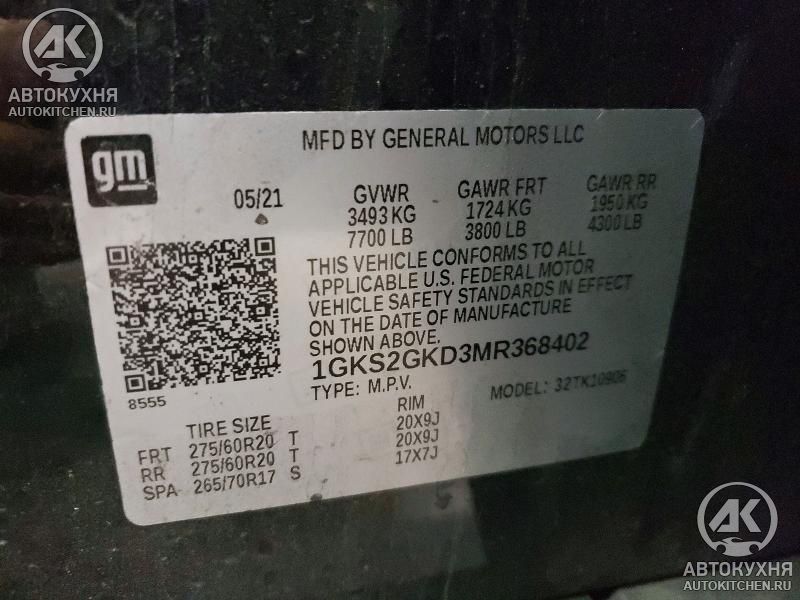 AK
АВТОКУХНЯ
AUTOKITCHEN.RU
gm
MFD BY GENERAL MOTORS LLC
05/21 GVWR GAWR FRT GAWR RR
3493 KG 1724 KG 1950 KG
7700 LB 3800 LB 4300 LB
THIS VEHICLE CONFORMS TO ALL
APPLICABLE U.S. FEDERAL MOTOR
VEHICLE SAFETY STANDARDS IN EFFECT
ON THE DATE OF MANUFACTURE
SHOWN ABOVE.
1GKS2GKD3MR368402
8555 TYPE: M.P.V. MODEL: 32TK10906
TIRE SIZE RIM
FRT 275/60R20 T 20X9J
RR 275/60R20 T 20X9J
SPA 265/70R17 S 17X7J
AK
АВТОКУХНЯ
AUTOKITCHEN.RU